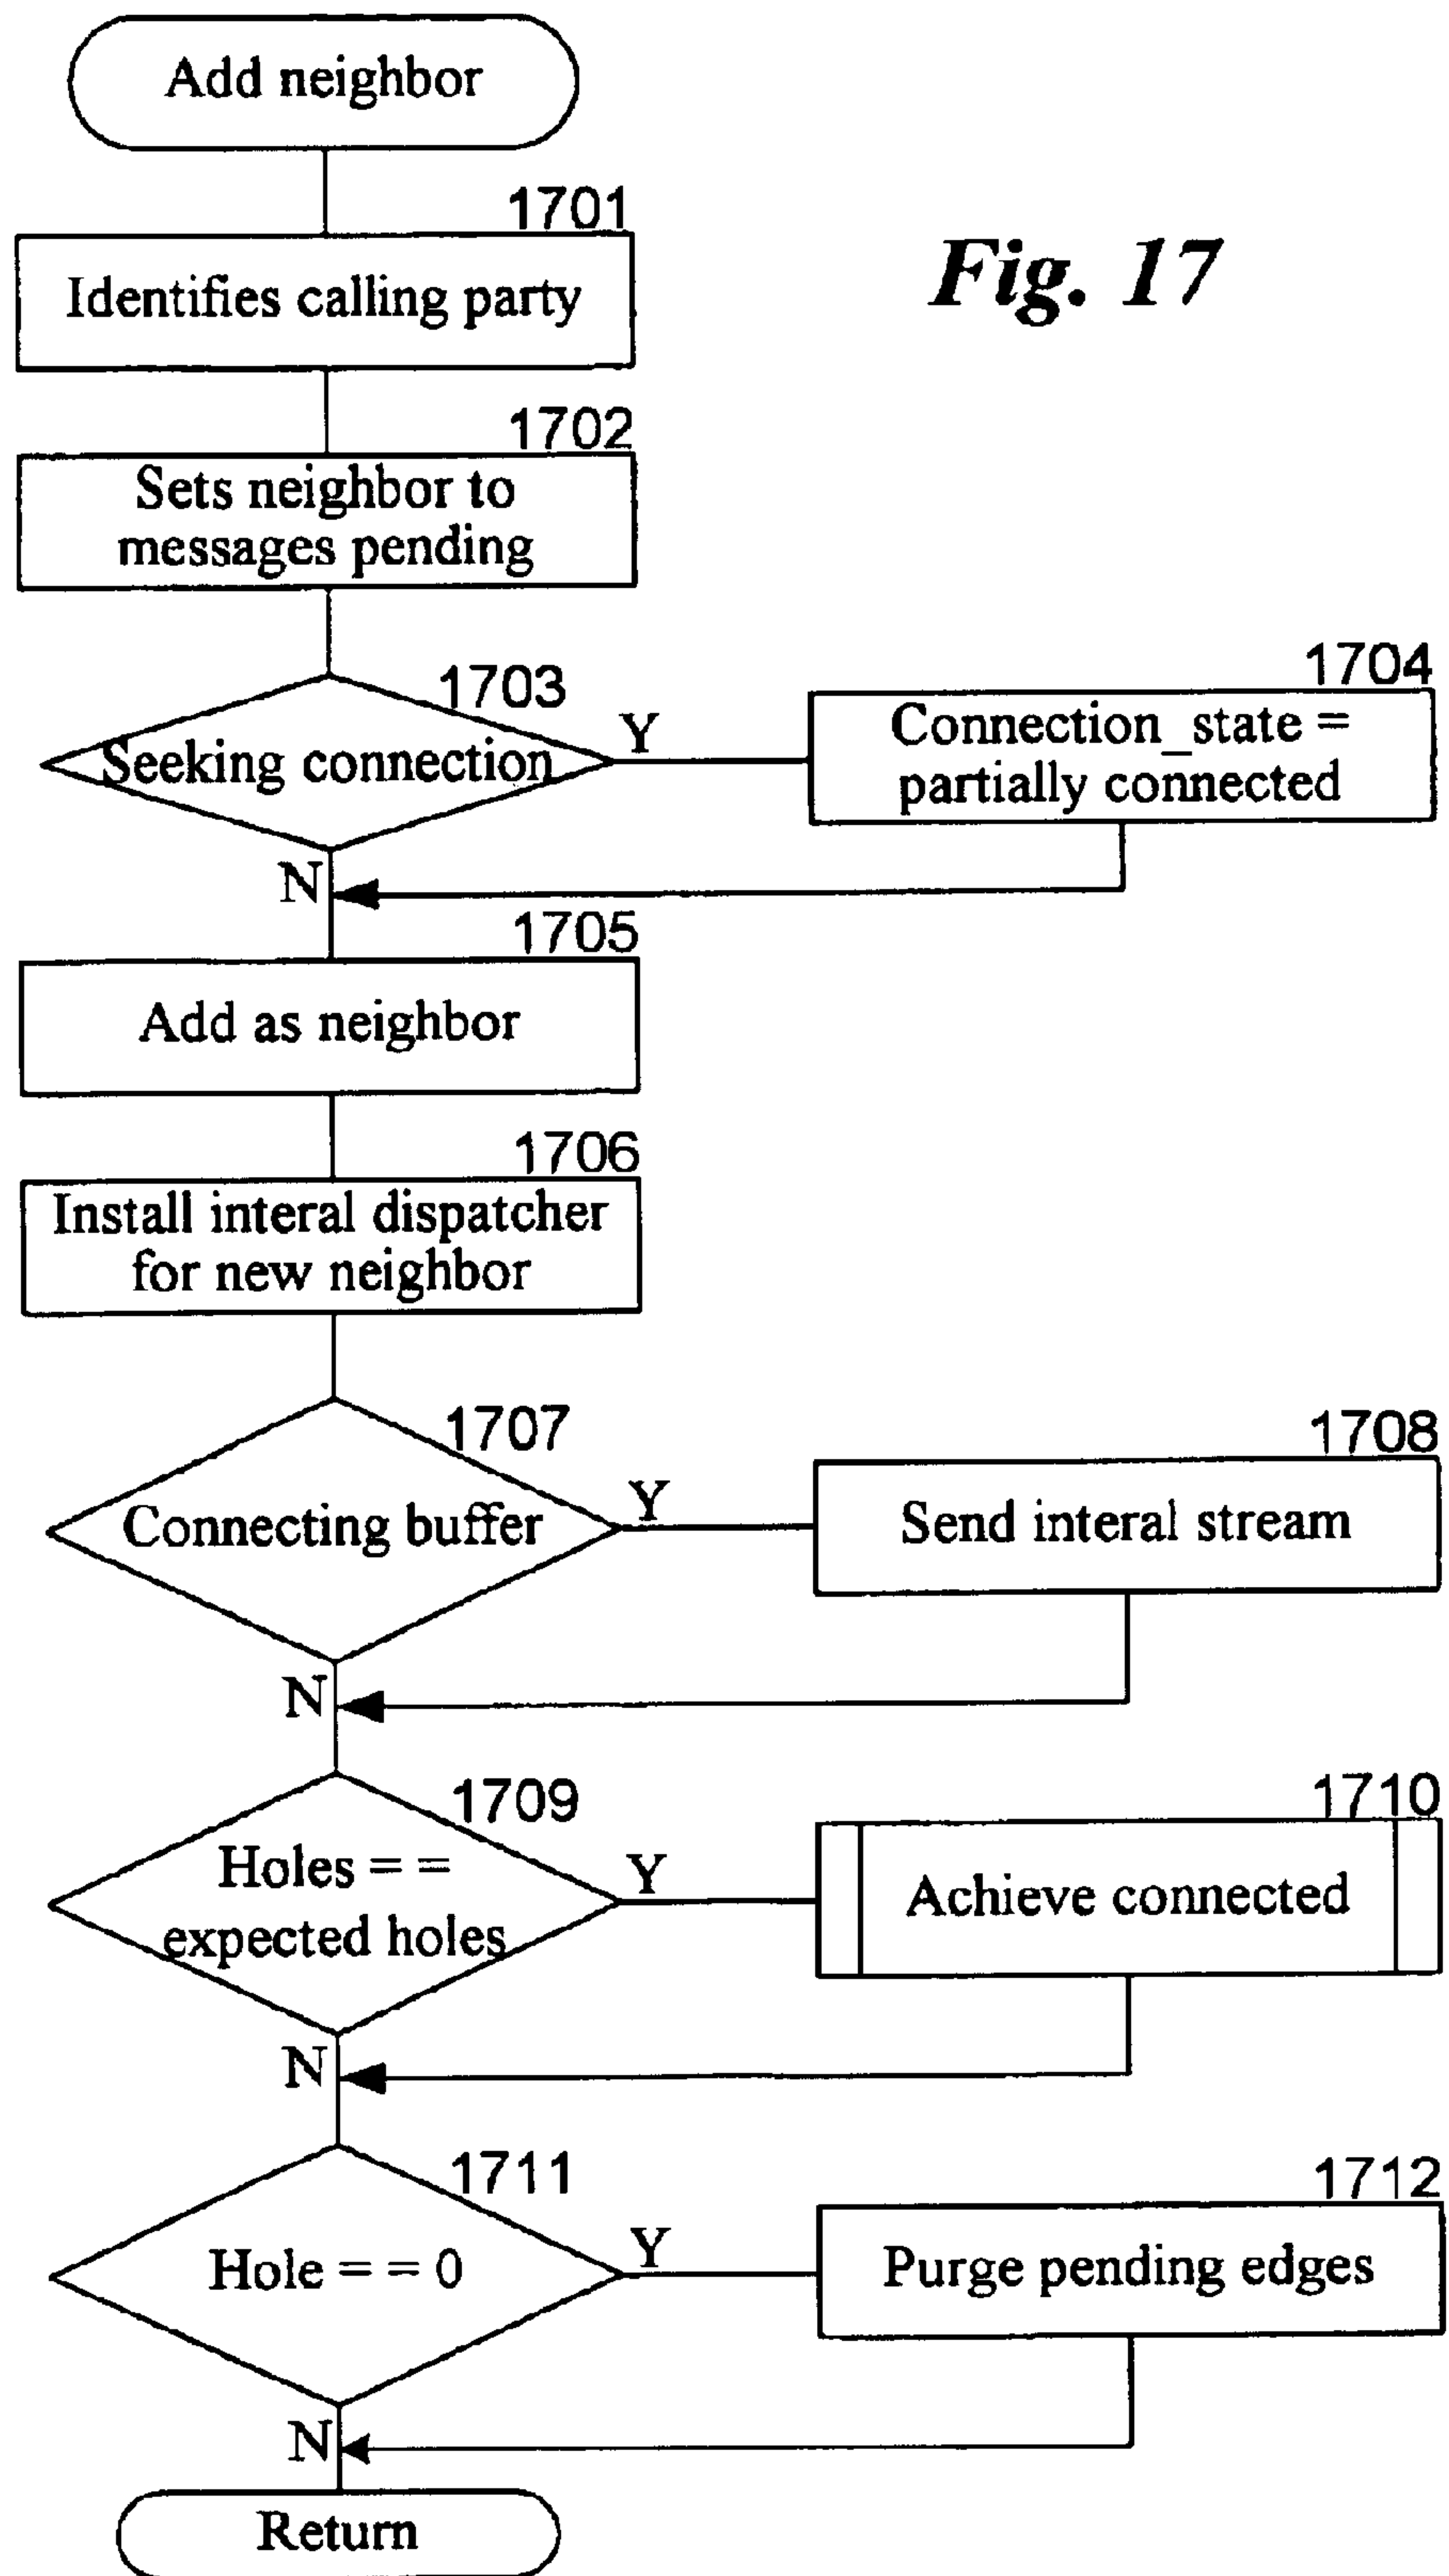 Add neighbor
Fig. 17
1701
Identifies calling party
1702
Sets neighbor to
messages pending
1703
Seeking connection
Y
1704
Connection_state =
partially connected
N
1705
Add as neighbor
1706
Install interal dispatcher
for new neighbor
1707
Connecting buffer
Y
1708
Send interal stream
N
1709
Holes = =
expected holes
Y
1710
Achieve connected
N
1711
Hole = = 0
Y
1712
Purge pending edges
N
Return